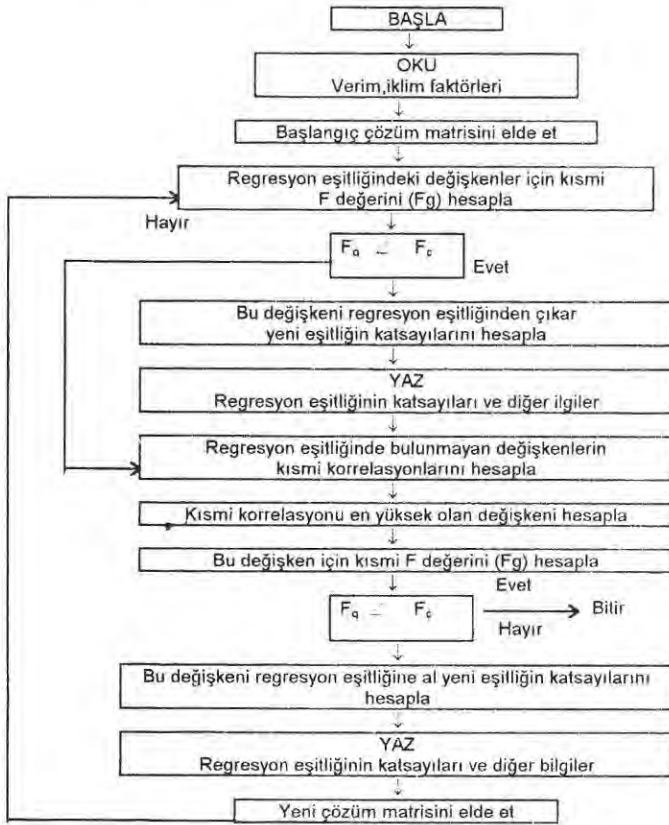 BAŞLA
↓
OKU
Verim,iklim faktörleri
↓
Başlangıç çözüm matrisini elde et
↓
Regresyon eşitliğindeki değişkenler için kısmi
F değerini (Fg) hesapla
Hayır
↓
Evet
↓
Bu değişkeni regresyon eşitliğinden çıkar
yeni eşitliğin katsayılarını hesapla
↓
YAZ
Regresyon eşitliğinin katsayıları ve diğer ilgiler
↓
Regresyon eşitliğinde bulunmayan değişkenlerin
kısmi korrelasyonlarını hesapla
↓
Kısmi korrelasyonu en yüksek olan değişkeni hesapla
↓
Bu değişken için kısmi F değerini (Fg) hesapla
↓
Evet
Bitir
Hayır
↓
Bu değişkeni regresyon eşitliğine al yeni eşitliğin katsayılarını
hesapla
↓
YAZ
Regresyon eşitliğinin katsayıları ve diğer bilgiler
↓
Yeni çözüm matrisini elde et